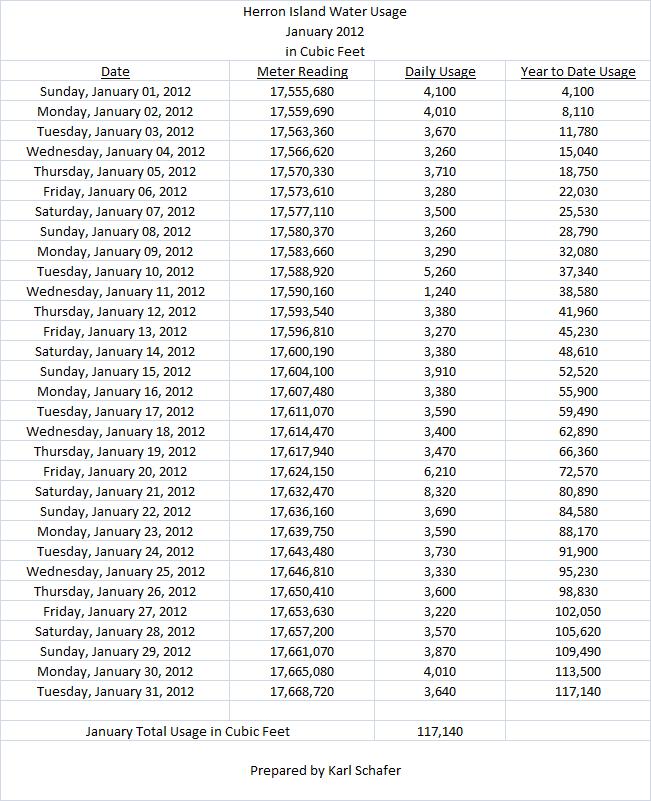 Herron Island Water Usage
January 2012
in Cubic Feet
Date Meter Reading Daily Usage Year to Date Usage
Sunday, January 01, 2012 17,555,680 4,100 4,100
Monday, January 02, 2012 17,559,690 4,010 8,110
Tuesday, January 03, 2012 17,563,360 3,670 11,780
Wednesday, January 04, 2012 17,566,620 3,260 15,040
Thursday, January 05, 2012 17,570,330 3,710 18,750
Friday, January 06, 2012 17,573,610 3,280 22,030
Saturday, January 07, 2012 17,577,110 3,500 25,530
Sunday, January 08, 2012 17,580,370 3,260 28,790
Monday, January 09, 2012 17,583,660 3,290 32,080
Tuesday, January 10, 2012 17,588,920 5,260 37,340
Wednesday, January 11, 2012 17,590,160 1,240 38,580
Thursday, January 12, 2012 17,593,540 3,380 41,960
Friday, January 13, 2012 17,596,810 3,270 45,230
Saturday, January 14, 2012 17,600,190 3,380 48,610
Sunday, January 15, 2012 17,604,100 3,910 52,520
Monday, January 16, 2012 17,607,480 3,380 55,900
Tuesday, January 17, 2012 17,611,070 3,590 59,490
Wednesday, January 18, 2012 17,614,470 3,400 62,890
Thursday, January 19, 2012 17,617,940 3,470 66,360
Friday, January 20, 2012 17,624,150 6,210 72,570
Saturday, January 21, 2012 17,632,470 8,320 80,890
Sunday, January 22, 2012 17,636,160 3,690 84,580
Monday, January 23, 2012 17,639,750 3,590 88,170
Tuesday, January 24, 2012 17,643,480 3,730 91,900
Wednesday, January 25, 2012 17,646,810 3,330 95,230
Thursday, January 26, 2012 17,650,410 3,600 98,830
Friday, January 27, 2012 17,653,630 3,220 102,050
Saturday, January 28, 2012 17,657,200 3,570 105,620
Sunday, January 29, 2012 17,661,070 3,870 109,490
Monday, January 30, 2012 17,665,080 4,010 113,500
Tuesday, January 31, 2012 17,668,720 3,640 117,140
January Total Usage in Cubic Feet 117,140
Prepared by Karl Schafer